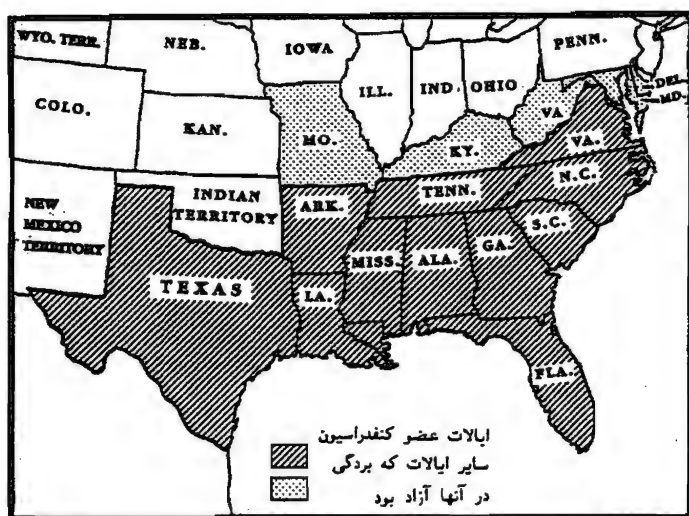 WYO. TERR.
NEB.
IOWA
PENN.
COLO.
ILL.
IND.
OHIO
DEL.
MD.
KAN.
MO.
KY.
VA
VA.
NEW
MEXICO
TERRITORY
INDIAN
TERRITORY
ARK.
TENN.
N.C.
S.C.
MISS.
ALA.
GA.
TEXAS
LA.
FLA.
ایالات عضو کنفدراسیون
سایر ایالات که بردگی
در آنها آزاد بود